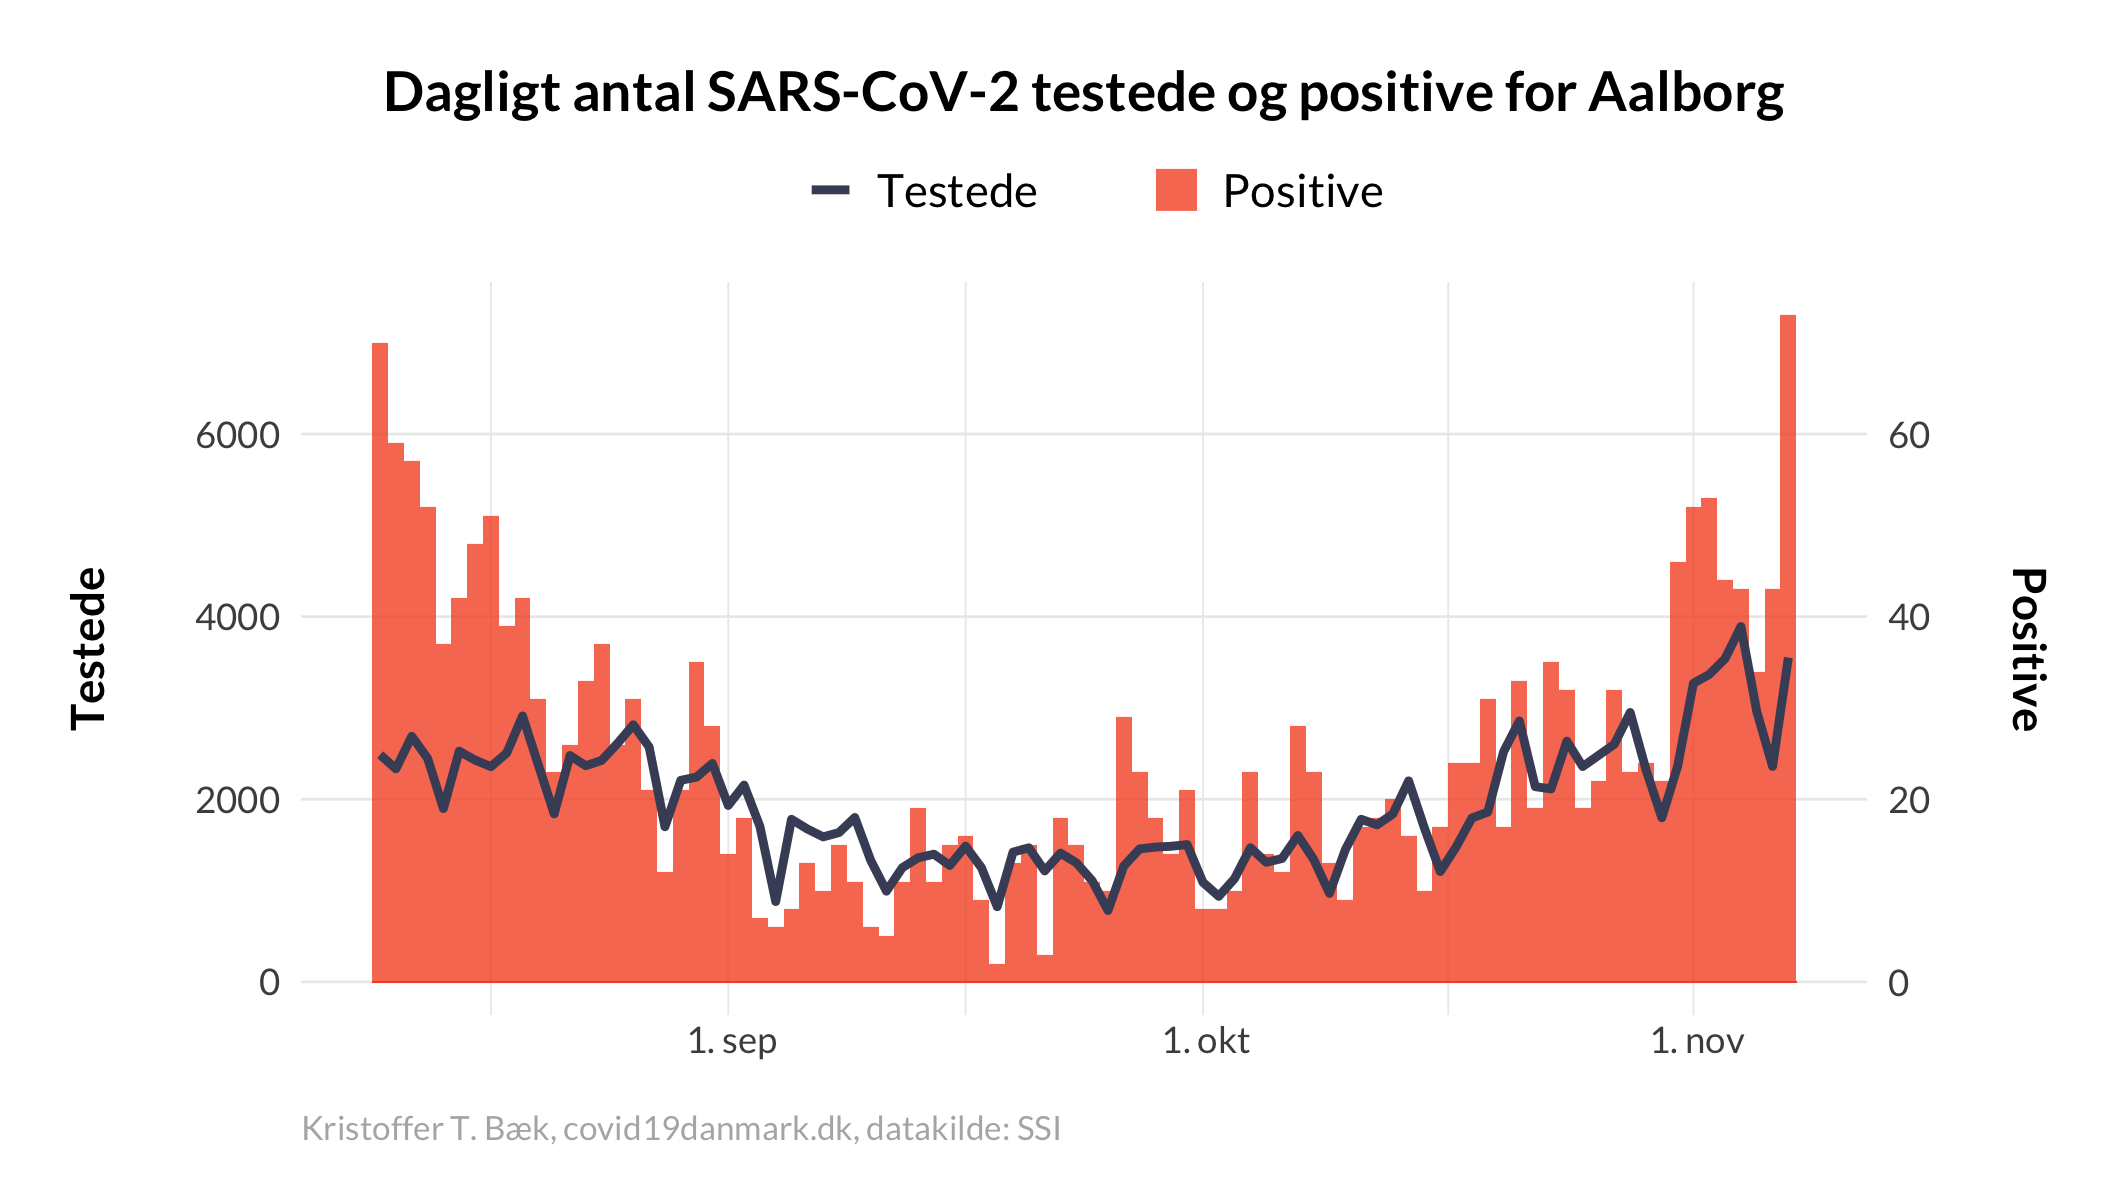 Dagligt antal SARS-CoV-2 testede og positive for Aalborg
Testede
Positive
Testede
6000
4000
2000
0
60
40
20
0
Positive
1. sep
1. okt
1. nov
Kristoffer T. Bæk, covid19danmark.dk, datakilde: SSI